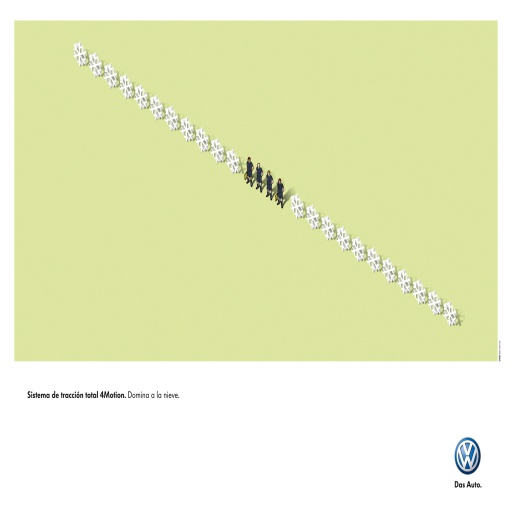 Sistema de tracción total 4Motion. Domina a la nieve.
Das Auto.